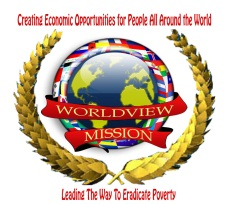 Creating Economic Opportunities for People All Around the World
WORLDVIEW
MISSION
Leading The Way To Eradicate Poverty